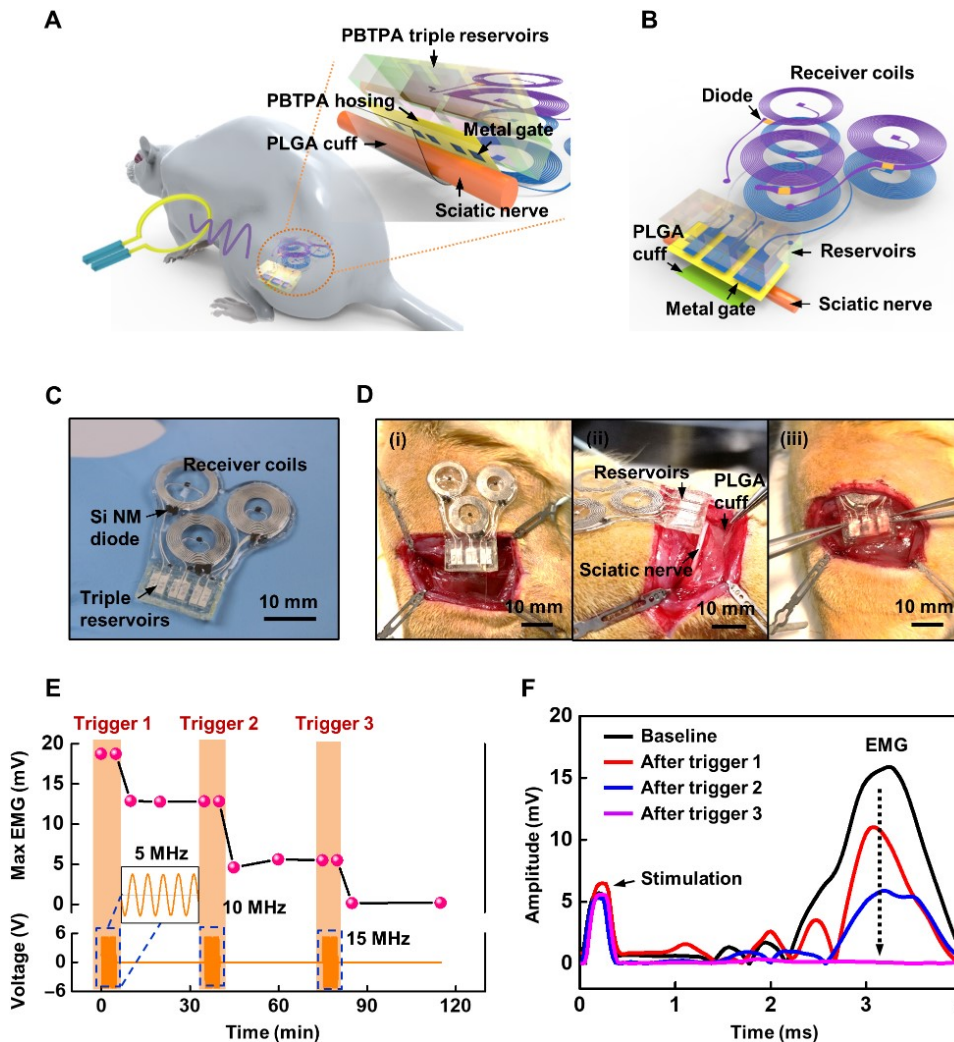 A
PBTPA triple reservoirs
PBTPA hosing
PLGA cuff
Metal gate
Sciatic nerve
B
Receiver coils
Diode
PLGA
cuff
Reservoirs
Metal gate
Sciatic nerve
C
Receiver coils
Si NM
diode
Triple
reservoirs
10 mm
D
(i)
10 mm
(ii)
Reservoirs
PLGA
cuff
Sciatic nerve
10 mm
(iii)
10 mm
E
Trigger 1
Trigger 2
Trigger 3
20
15
10
5
0
Max EMG (mV)
5 MHz
10 MHz
15 MHz
6
0
–6
Voltage (V)
0
30
60
90
120
Time (min)
F
20
15
10
5
0
Amplitude (mV)
Baseline
After trigger 1
After trigger 2
After trigger 3
EMG
Stimulation
0
1
2
3
Time (ms)